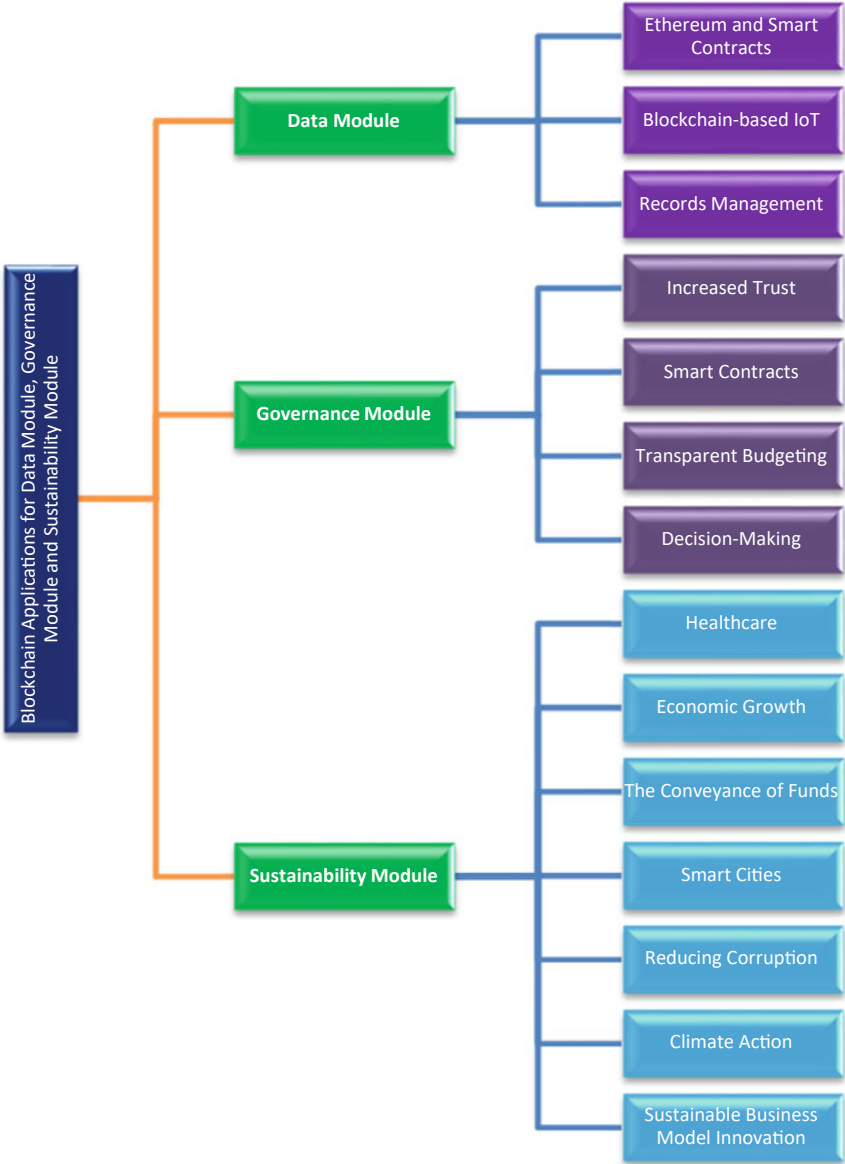 Blockchain Applications for Data Module, Governance
Module and Sustainability Module
Data Module
Ethereum and Smart
Contracts
Blockchain-based IoT
Records Management
Governance Module
Increased Trust
Smart Contracts
Transparent Budgeting
Decision-Making
Sustainability Module
Healthcare
Economic Growth
The Conveyance of Funds
Smart Cities
Reducing Corruption
Climate Action
Sustainable Business
Model Innovation